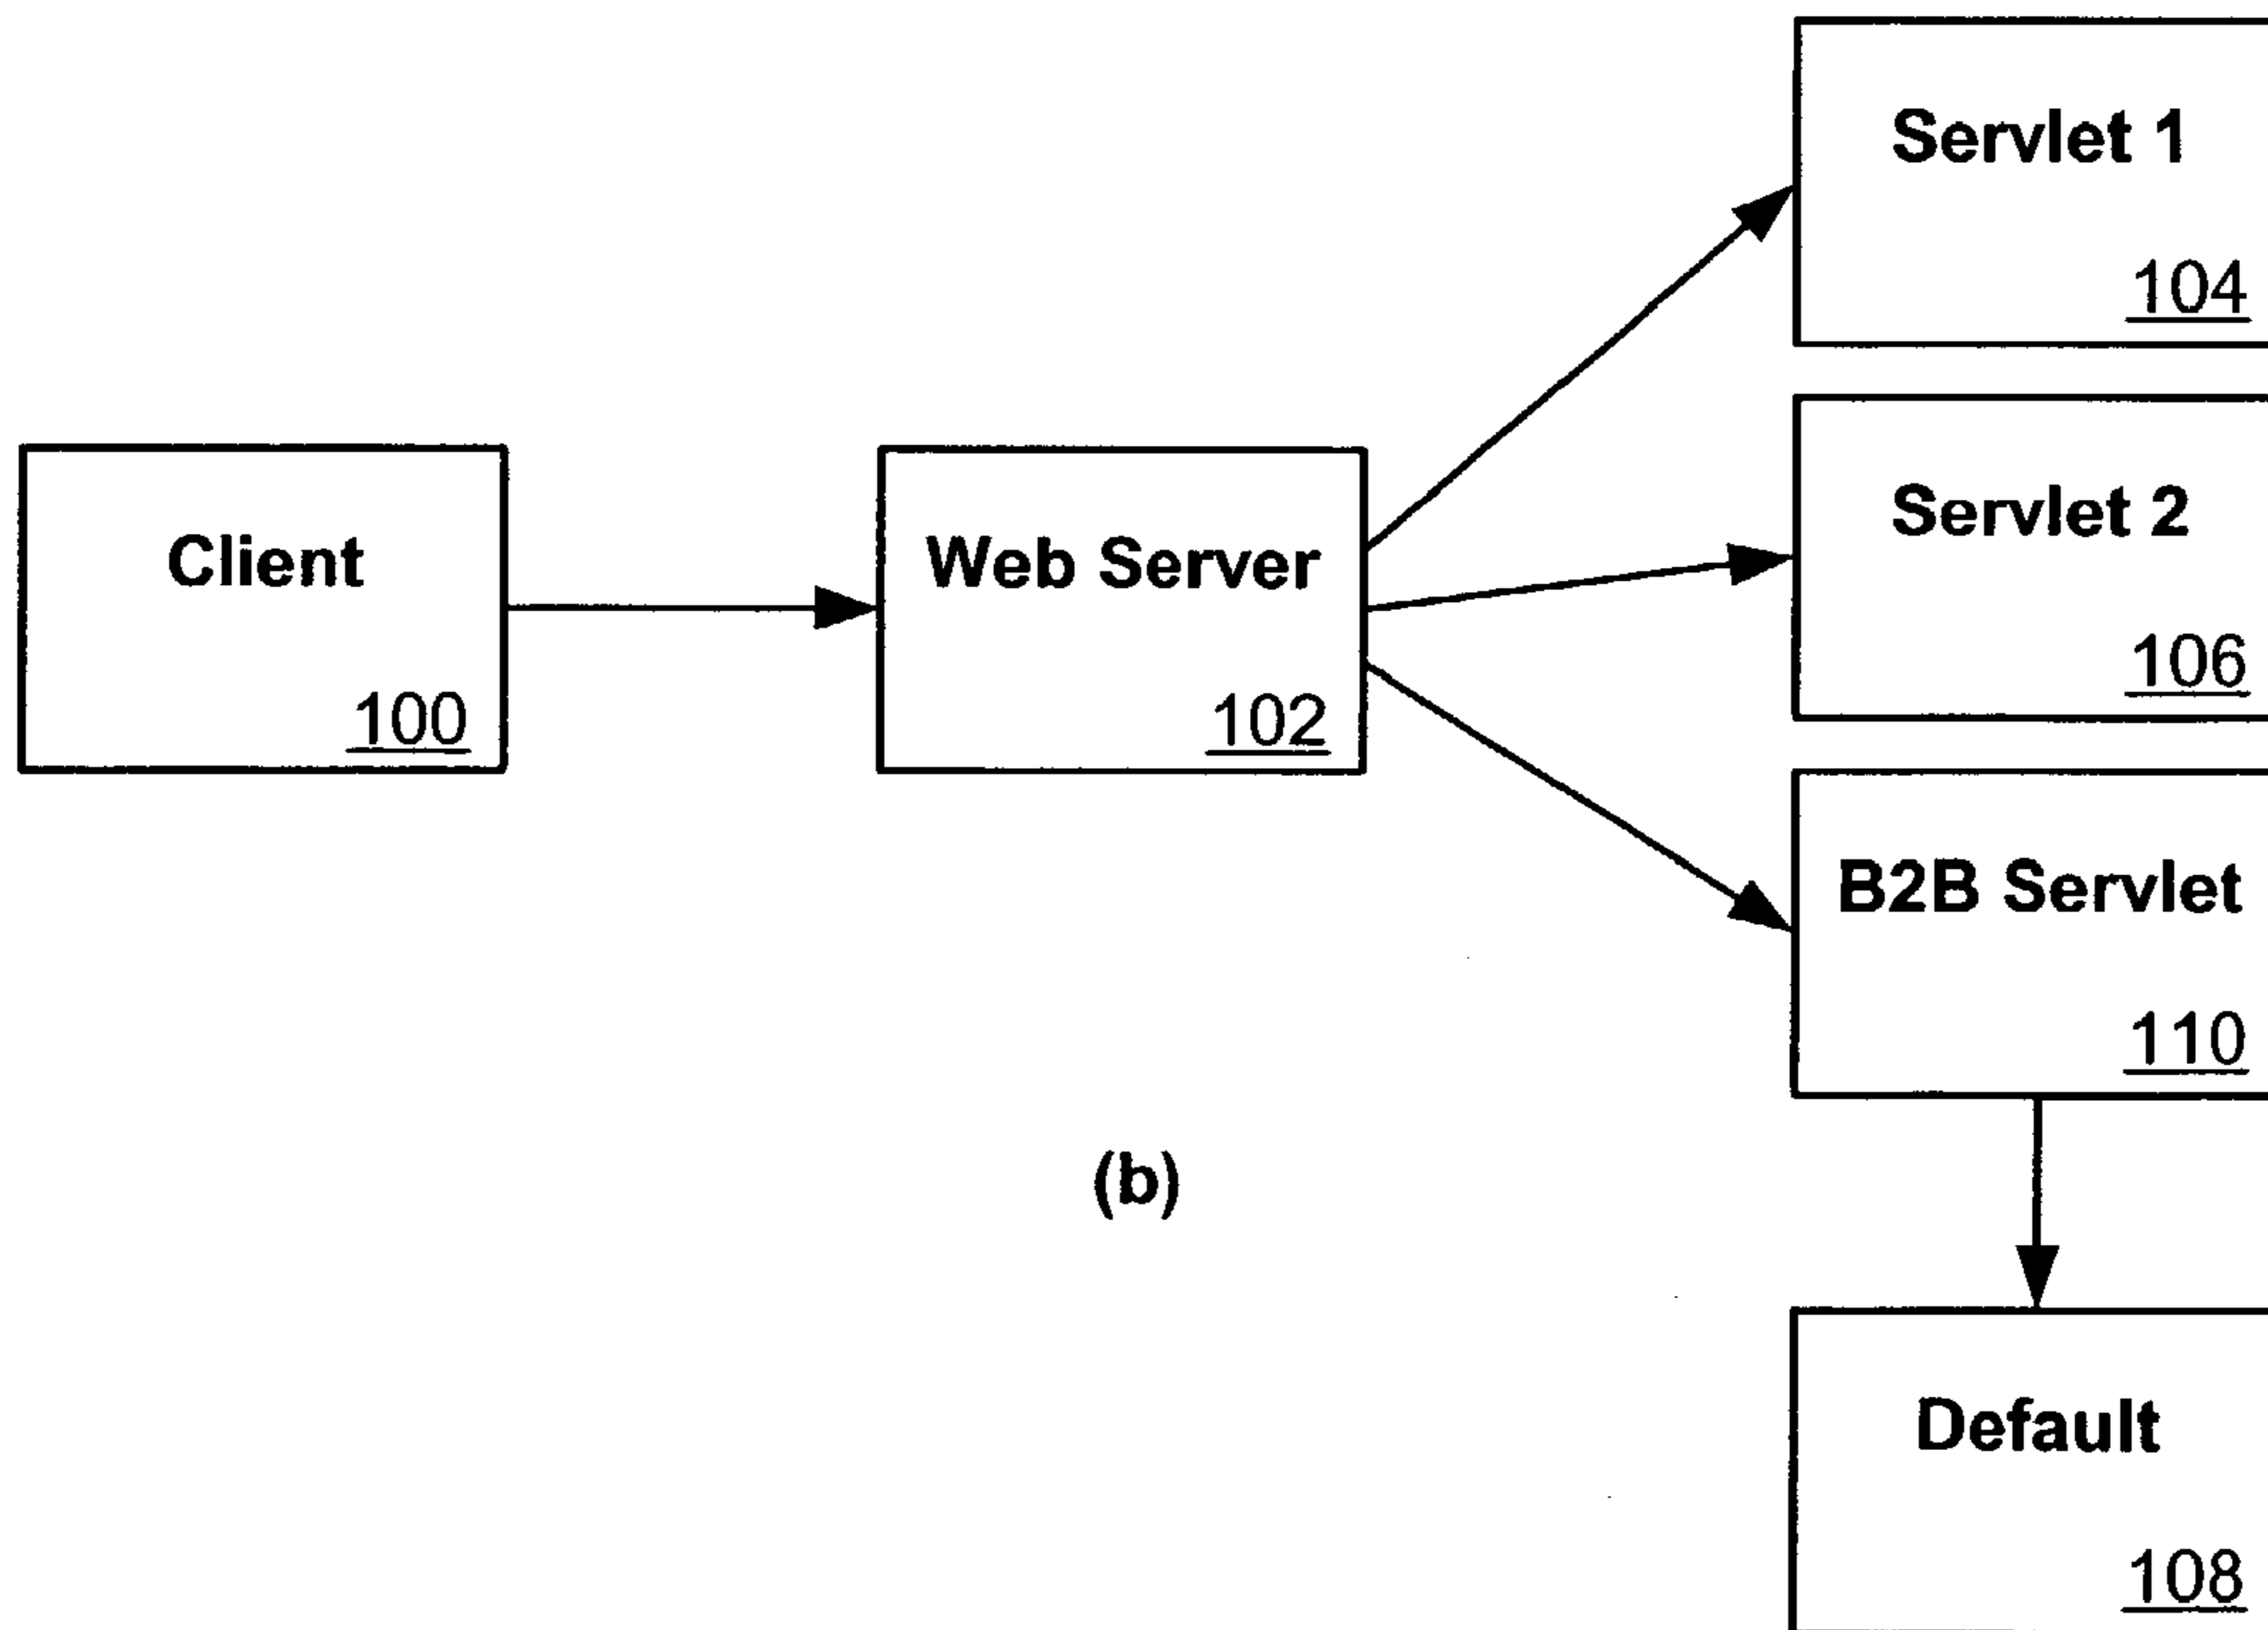 Servlet 1
104
Client
100
Web Server
102
Servlet 2
106
B2B Servlet
110
(b)
Default
108